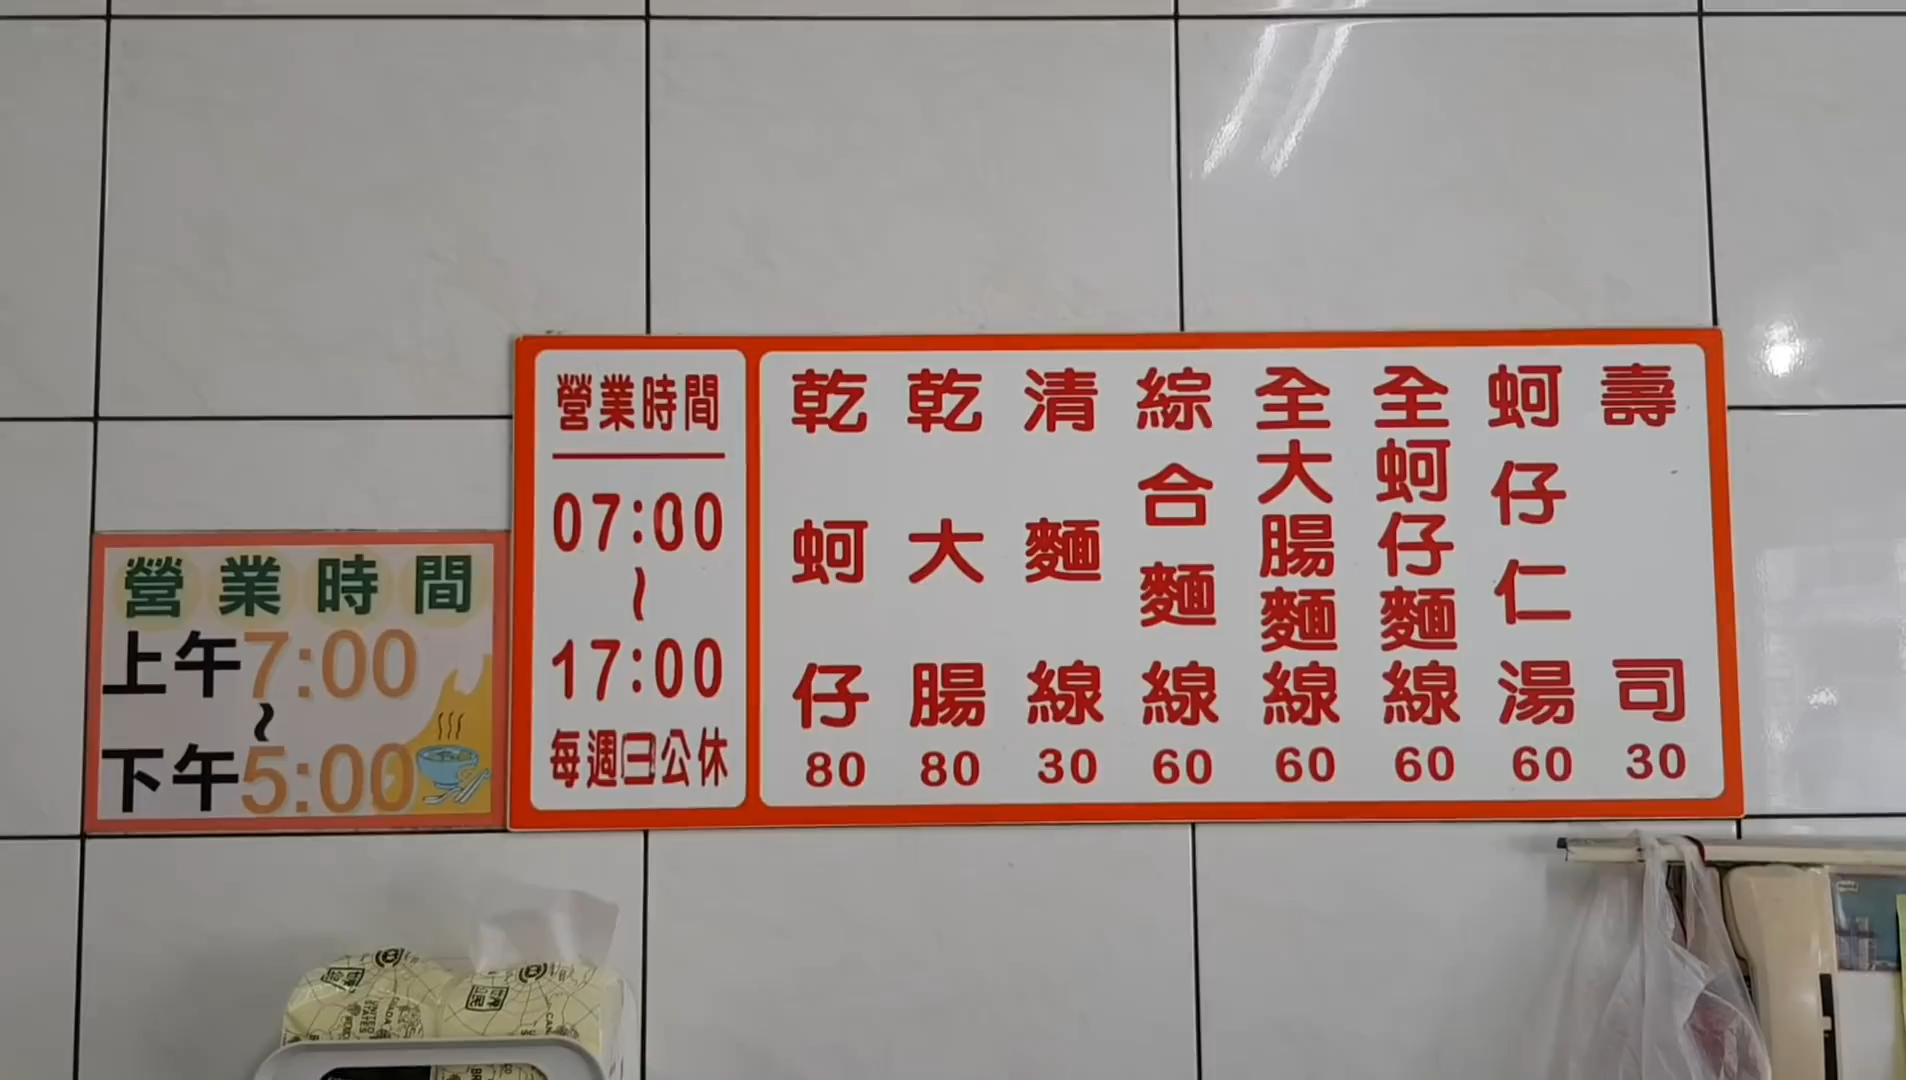 營業時間
上午7:00
~
下午5:00
營業時間
07:00
~
17:00
每週日公休
乾蚵仔 80
乾大腸 80
清麵線 30
綜合麵線 60
全大腸麵線 60
全蚵仔麵線 60
蚵仔仁湯 60
壽司 30